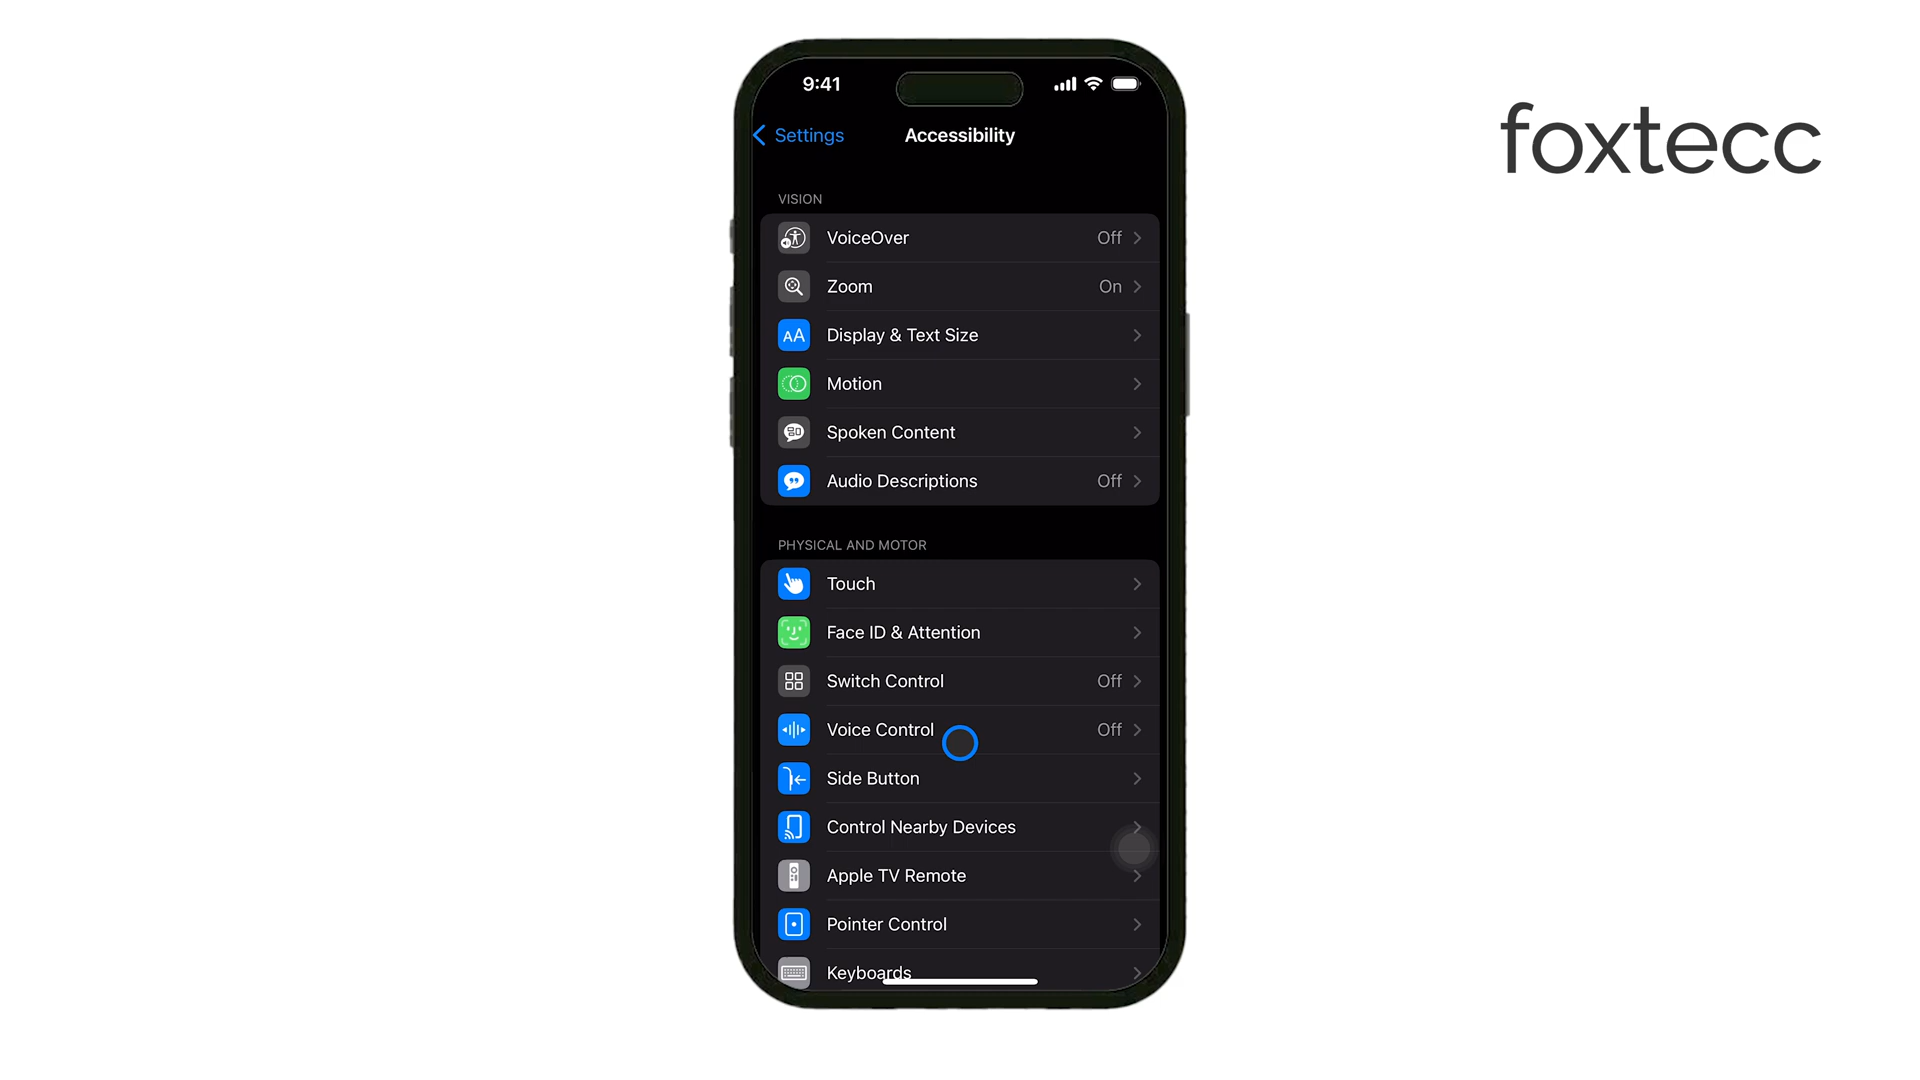 foxtecc
9:41
Settings
Accessibility
VISION
VoiceOver Off
Zoom On
AA Display & Text Size
Motion
Spoken Content
Audio Descriptions Off
PHYSICAL AND MOTOR
Touch
Face ID & Attention
Switch Control Off
Voice Control Off
Side Button
Control Nearby Devices
Apple TV Remote
Pointer Control
Keyboards